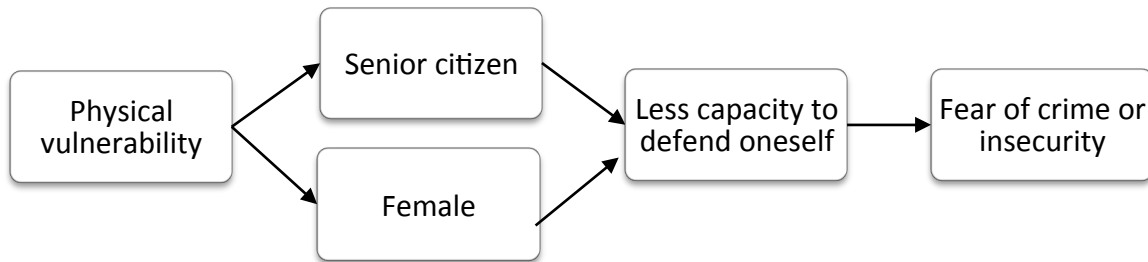 Physical
vulnerability
Senior citizen
Female
Less capacity to
defend oneself
Fear of crime or
insecurity